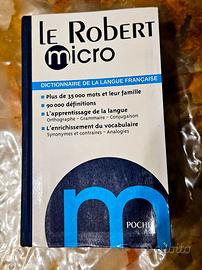 Le ROBERT
micro
DICTIONNAIRE DE LA LANGUE FRANÇAISE
• Plus de 35 000 mots et leur famille
• 90 000 définitions
• L'apprentissage de la langue
Orthographe - Grammaire - Conjugaison
• L'enrichissement du vocabulaire
Synonymes et contraires - Analogies
m
POCHE
subito